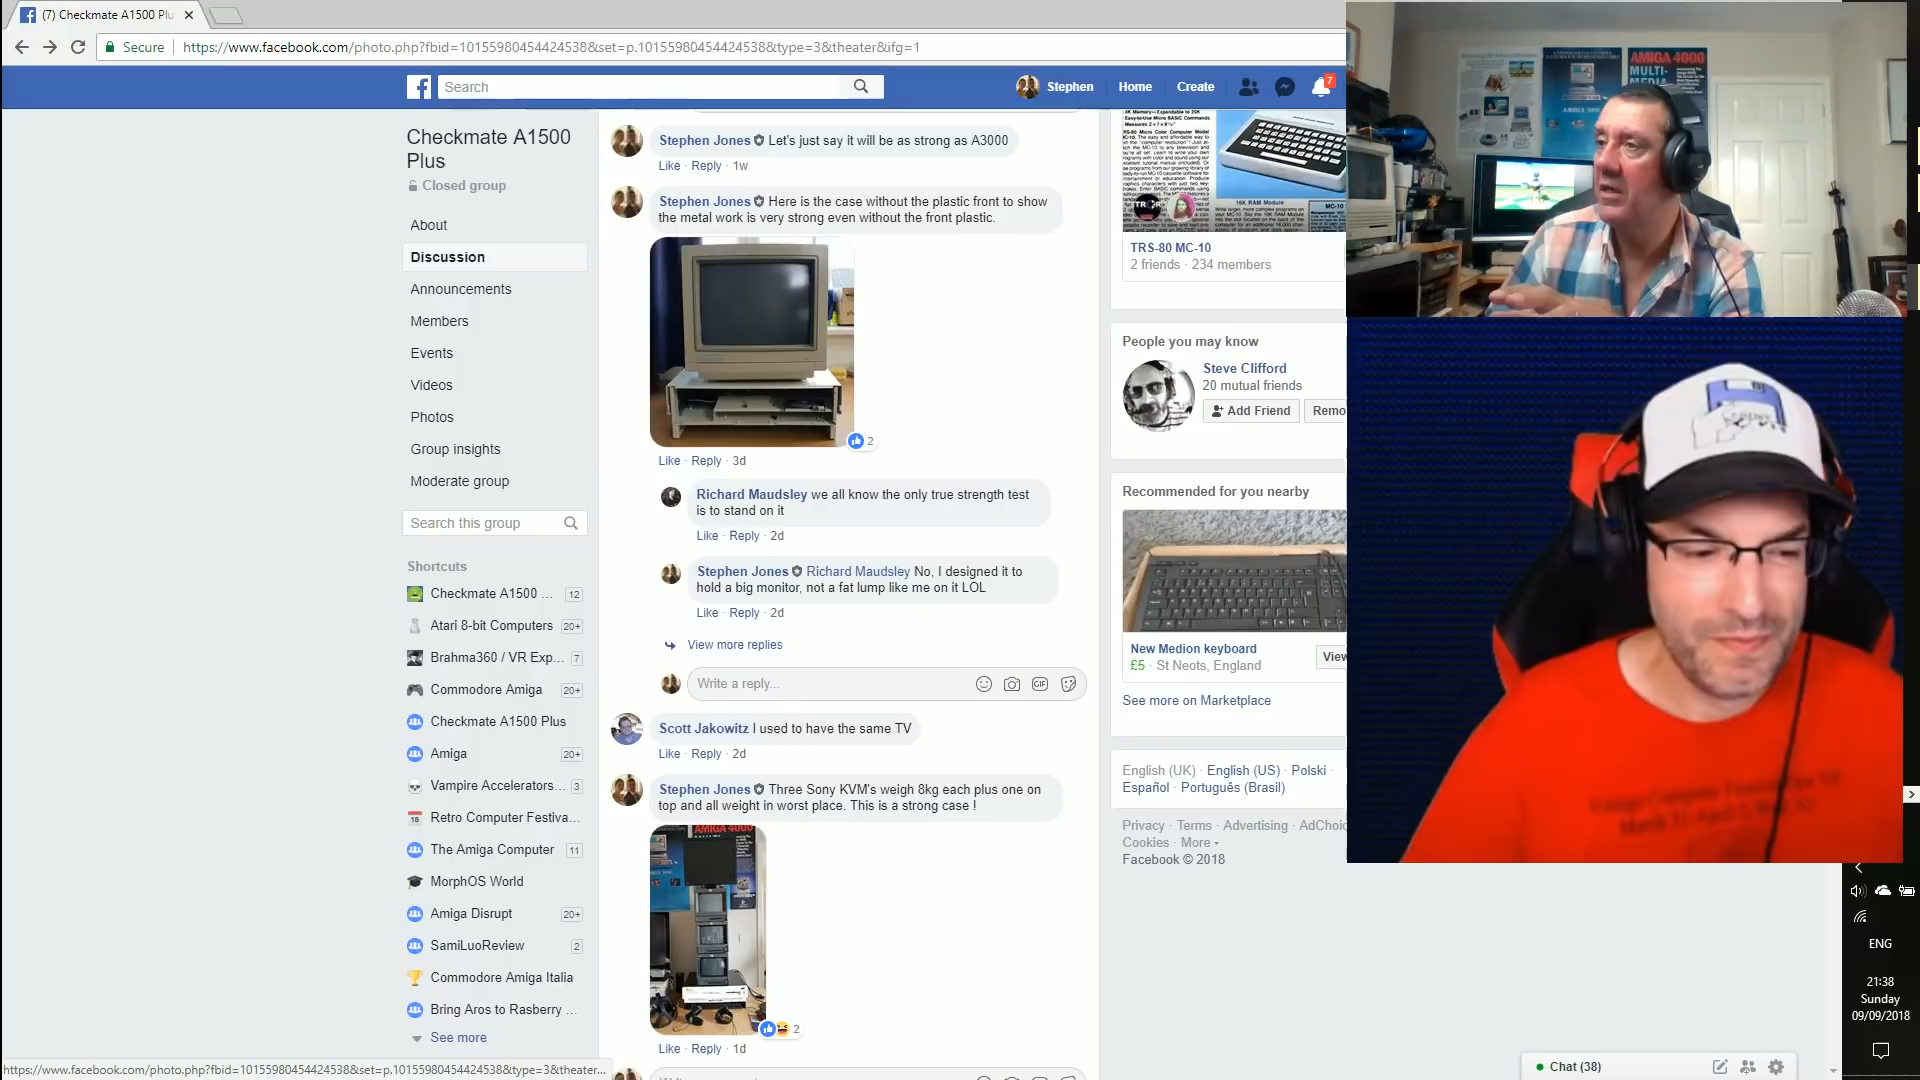 (7) Checkmate A1500 Plu
Secure
https://www.facebook.com/photo.php?fbid=10155980454424538&set=p.10155980454424538&type=3&theater&ifg=1
Search
Stephen
Home
Create
7
Checkmate A1500
Plus
Closed group
About
Discussion
Announcements
Members
Events
Videos
Photos
Group insights
Moderate group
Search this group
Shortcuts
Checkmate A1500 ... 12
Atari 8-bit Computers 20+
Brahma360 / VR Exp... 7
Commodore Amiga 20+
Checkmate A1500 Plus
Amiga 20+
Vampire Accelerators... 3
Retro Computer Festiva...
The Amiga Computer 11
MorphOS World
Amiga Disrupt 20+
SamiLuoReview 2
Commodore Amiga Italia
Bring Aros to Rasberry ...
See more
https://www.facebook.com/photo.php?fbid=10155980454424538&set=p.10155980454424538&type=3&theater...
Stephen Jones Let's just say it will be as strong as A3000
Like · Reply · 1w
Stephen Jones Here is the case without the plastic front to show
the metal work is very strong even without the front plastic.
2
Like · Reply · 3d
Richard Maudsley we all know the only true strength test
is to stand on it
Like · Reply · 2d
Stephen Jones Richard Maudsley No, I designed it to
hold a big monitor, not a fat lump like me on it LOL
Like · Reply · 2d
View more replies
Write a reply...
GIF
Scott Jakowitz I used to have the same TV
Like · Reply · 2d
Stephen Jones Three Sony KVM's weigh 8kg each plus one on
top and all weight in worst place. This is a strong case !
AMIGA 4000
2
Like · Reply · 1d
TRS-80 MC-10
2 friends · 234 members
People you may know
Steve Clifford
20 mutual friends
Add Friend
Remo
Recommended for you nearby
New Medion keyboard
£5 · St Neots, England
View
See more on Marketplace
English (UK) · English (US) · Polski ·
Español · Português (Brasil)
Privacy · Terms · Advertising · AdChoic
Cookies · More
Facebook © 2018
AMIGA 4000
MULTI-
MEDIA
Chat (38)
ENG
21:38
Sunday
09/09/2018